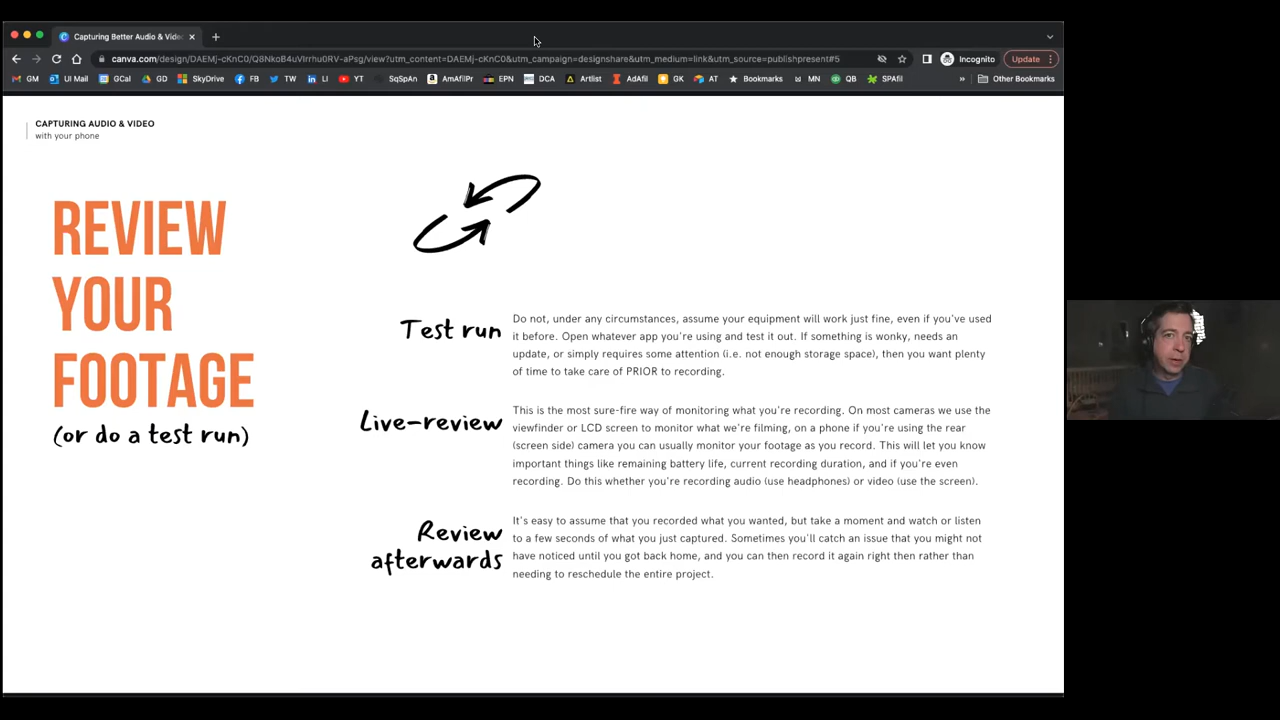 Capturing Better Audio & Vide
canva.com/design/DAEMj-cKnC0/Q8NkoB4uVIrrhu0RV-aPsg/view?utm_content=DAEMj-cKnC0&utm_campaign=designshare&utm_medium=link&utm_source=publishpresent#5
Incognito
Update
GM UI Mail GCal GD SkyDrive FB TW LI YT SqSpAn AmAfilPr EPN DCA Artlist AdAfil GK AT Bookmarks MN QB SPAfil » Other Bookmarks
CAPTURING AUDIO & VIDEO
with your phone
REVIEW
YOUR
FOOTAGE
(or do a test run)
Test run
Do not, under any circumstances, assume your equipment will work just fine, even if you've used
it before. Open whatever app you're using and test it out. If something is wonky, needs an
update, or simply requires some attention (i.e. not enough storage space), then you want plenty
of time to take care of PRIOR to recording.
Live-review
This is the most sure-fire way of monitoring what you're recording. On most cameras we use the
viewfinder or LCD screen to monitor what we're filming, on a phone if you're using the rear
(screen side) camera you can usually monitor your footage as you record. This will let you know
important things like remaining battery life, current recording duration, and if you're even
recording. Do this whether you're recording audio (use headphones) or video (use the screen).
Review
afterwards
It's easy to assume that you recorded what you wanted, but take a moment and watch or listen
to a few seconds of what you just captured. Sometimes you'll catch an issue that you might not
have noticed until you got back home, and you can then record it again right then rather than
needing to reschedule the entire project.